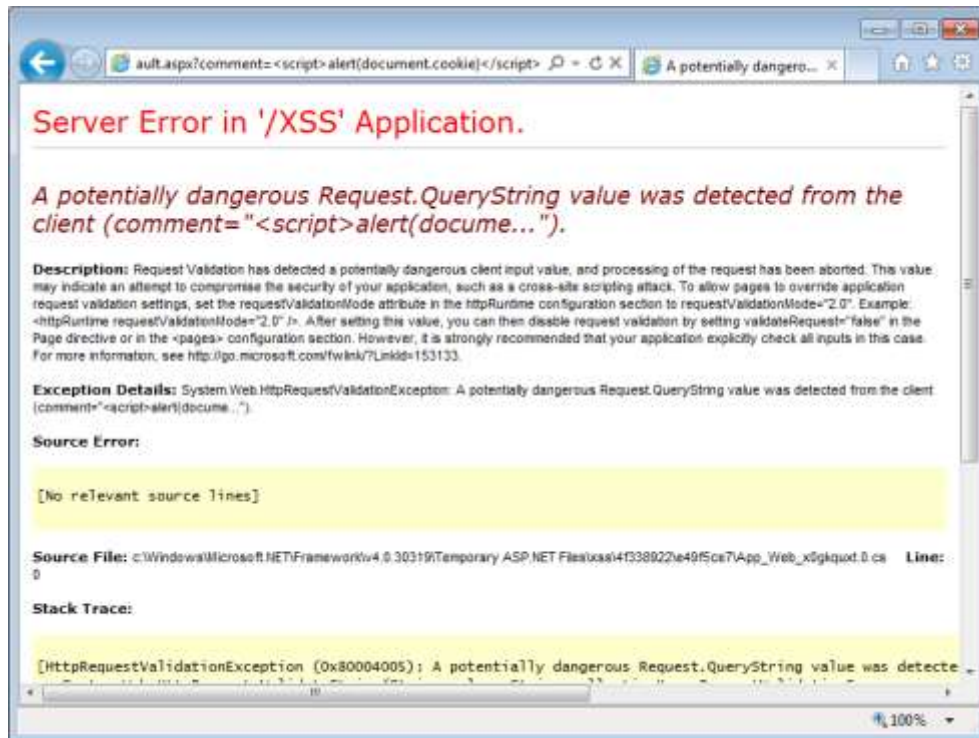 ault.aspx?comment=<script>alert(document.cookie)</script>
A potentially dangero...
Server Error in '/XSS' Application.
A potentially dangerous Request.QueryString value was detected from the
client (comment="<script>alert(docume...").
Description: Request Validation has detected a potentially dangerous client input value, and processing of the request has been aborted. This value
may indicate an attempt to compromise the security of your application, such as a cross-site scripting attack. To allow pages to override application
request validation settings, set the requestValidationMode attribute in the httpRuntime configuration section to requestValidationMode="2.0". Example:
<httpRuntime requestValidationMode="2.0" />. After setting this value, you can then disable request validation by setting validateRequest="false" in the
Page directive or in the <pages> configuration section. However, it is strongly recommended that your application explicitly check all inputs in this case.
For more information, see http://go.microsoft.com/fwlink/?LinkId=153133.
Exception Details: System.Web.HttpRequestValidationException: A potentially dangerous Request.QueryString value was detected from the client
(comment="<script>alert(docume...").
Source Error:
[No relevant source lines]
Source File: c:\Windows\Microsoft.NET\Framework\v4.0.30319\Temporary ASP.NET Files\xss\4f338922\e49f5ce7\App_Web_x0gkquxt.0.cs Line:
0
Stack Trace:
[HttpRequestValidationException (0x80004005): A potentially dangerous Request.QueryString value was detecte
100%